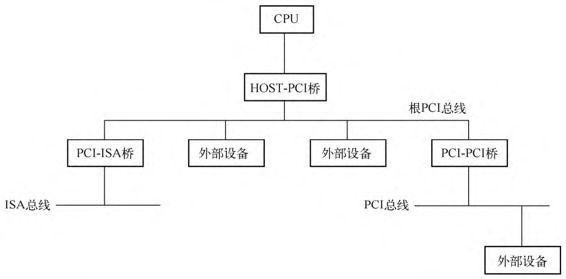 CPU
HOST-PCI桥
根PCI总线
PCI-ISA桥
外部设备
外部设备
PCI-PCI桥
ISA总线
PCI总线
外部设备